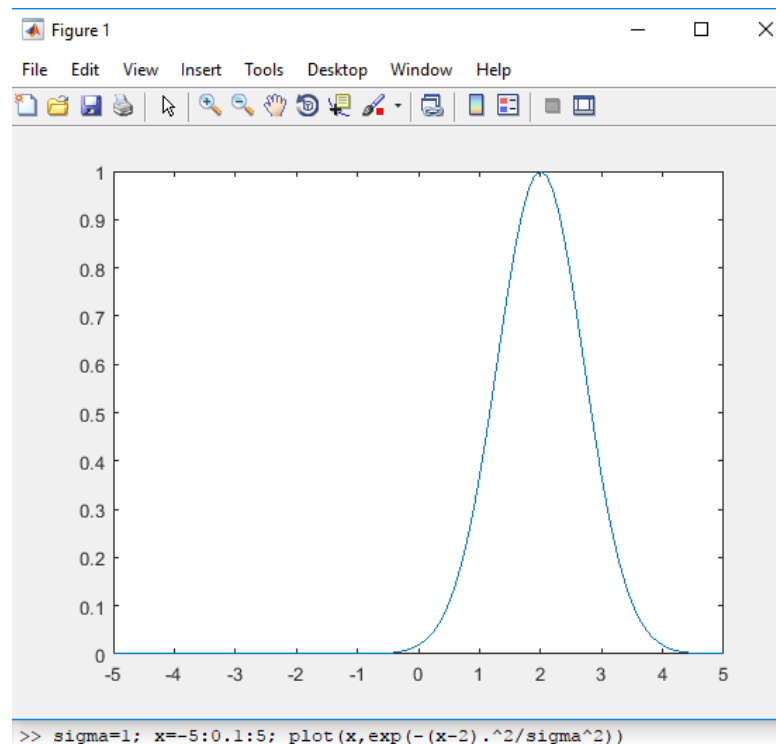 Figure 1
File Edit View Insert Tools Desktop Window Help
1
0.9
0.8
0.7
0.6
0.5
0.4
0.3
0.2
0.1
0
-5 -4 -3 -2 -1 0 1 2 3 4 5
>> sigma=1; x=-5:0.1:5; plot(x,exp(-(x-2).^2/sigma^2))